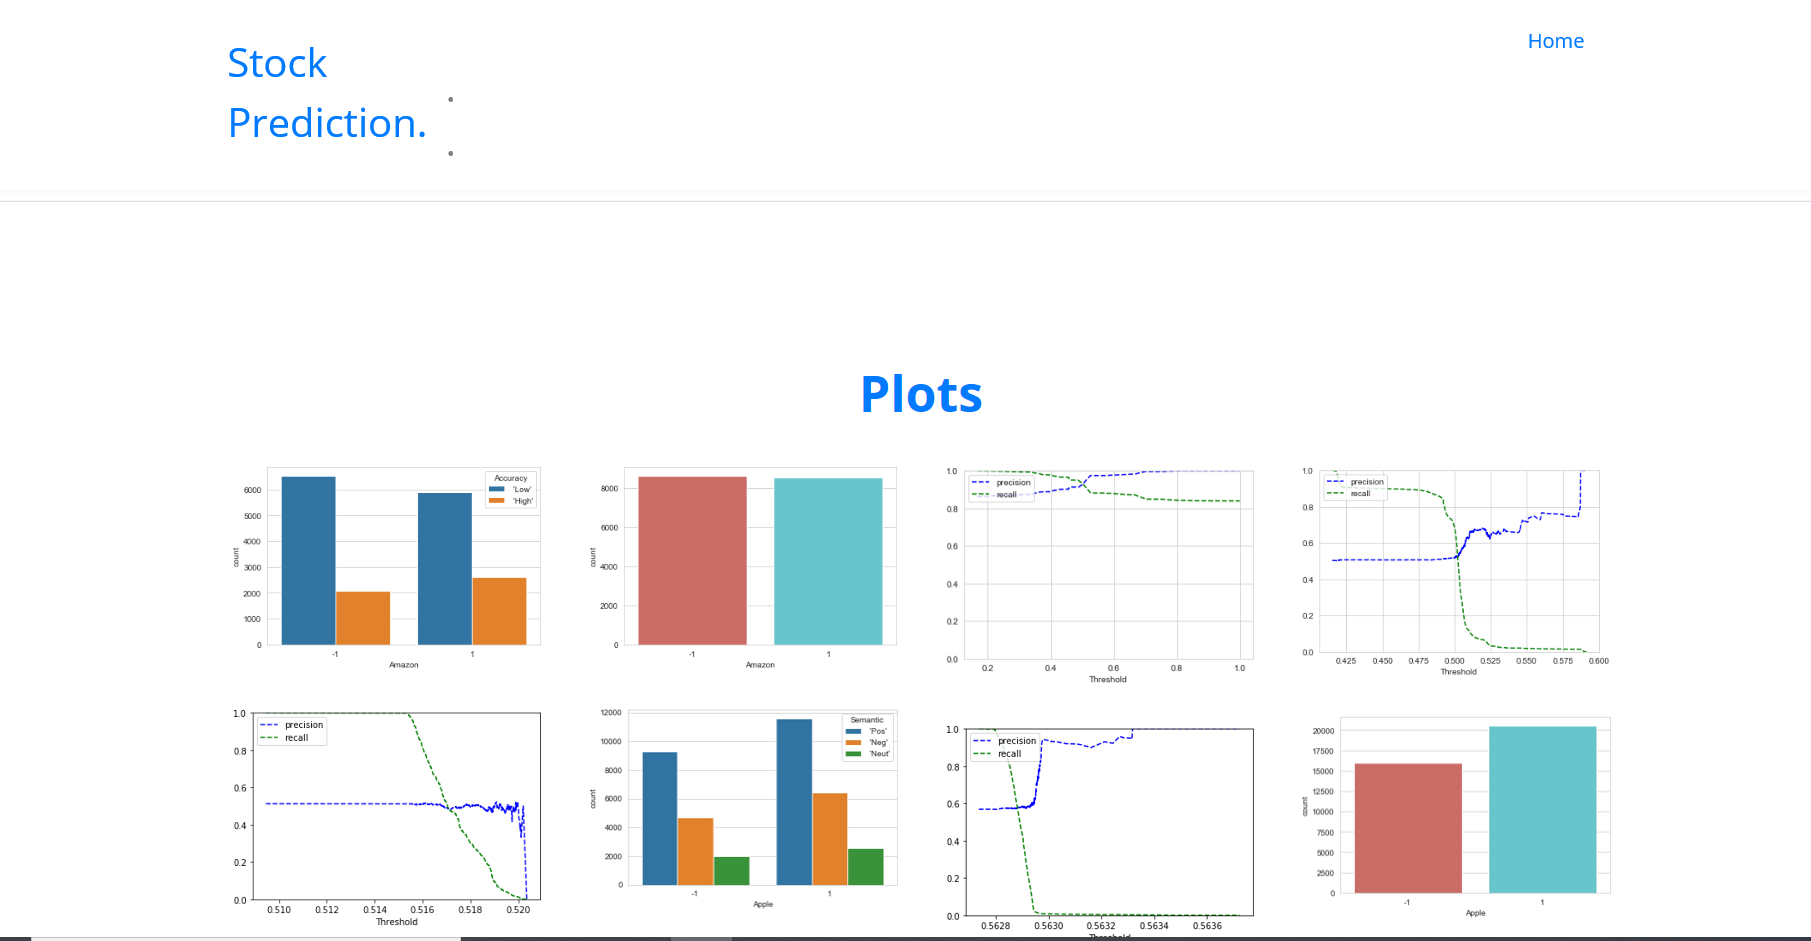 Stock
Home
Prediction.
Plots
Accuracy
'Low'
'High'
6000
5000
4000
3000
2000
1000
0
count
-1
1
Amazon
8000
6000
4000
2000
0
count
-1
1
Amazon
1.0
0.8
0.6
0.4
0.2
0.0
precision
recall
0.2
0.4
0.6
0.8
1.0
Threshold
1.0
0.8
0.6
0.4
0.2
0.0
precision
recall
0.425
0.450
0.475
0.500
0.525
0.550
0.575
0.600
Threshold
1.0
0.8
0.6
0.4
0.2
0.0
precision
recall
0.510
0.512
0.514
0.516
0.518
0.520
Threshold
12000
10000
8000
6000
4000
2000
0
count
Semantic
'Pos'
'Neg'
'Neut'
-1
1
Apple
1.0
0.8
0.6
0.4
0.2
0.0
precision
recall
0.5628
0.5630
0.5632
0.5634
0.5636
Threshold
20000
17500
15000
12500
10000
7500
5000
2500
0
count
-1
1
Apple